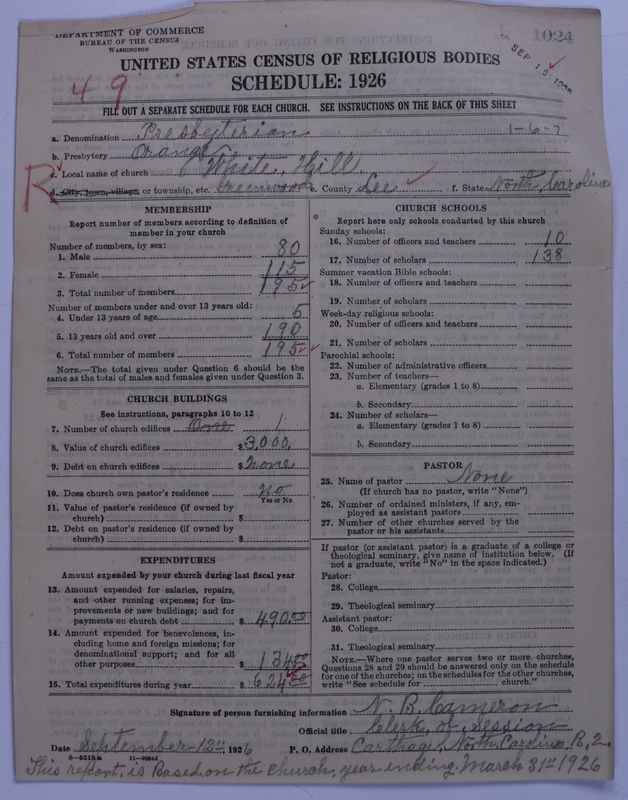 DEPARTMENT OF COMMERCE
BUREAU OF THE CENSUS
WASHINGTON
1024
SEP 15
UNITED STATES CENSUS OF RELIGIOUS BODIES
SCHEDULE: 1926
49
FILL OUT A SEPARATE SCHEDULE FOR EACH CHURCH. SEE INSTRUCTIONS ON THE BACK OF THIS SHEET
a. Denomination Presbyterian 1-6-7
b. Presbytery Orange
c. Local name of church White Hill
R
d. City, town, village, or township, etc. Greenwood e. County Lee f. State North Carolina
MEMBERSHIP
Report number of members according to definition of
member in your church
Number of members, by sex:
1. Male 80
2. Female 115
3. Total number of members 195
Number of members under and over 13 years old:
4. Under 13 years of age 5
5. 13 years old and over 190
6. Total number of members 195
NOTE.—The total given under Question 6 should be the
same as the total of males and females given under Question 3.
CHURCH BUILDINGS
See instructions, paragraphs 10 to 12
7. Number of church edifices One 1
8. Value of church edifices $3,000.
9. Debt on church edifices $ None
10. Does church own pastor's residence no
Yes or No
11. Value of pastor's residence (if owned by
church) $
12. Debt on pastor's residence (if owned by
church) $
EXPENDITURES
Amount expended by your church during last fiscal year
13. Amount expended for salaries, repairs,
and other running expenses; for im-
provements or new buildings; and for
payments on church debt $ 490.00
14. Amount expended for benevolences, in-
cluding home and foreign missions; for
denominational support; and for all
other purposes $ 134.00
15. Total expenditures during year $ 624.00
CHURCH SCHOOLS
Report here only schools conducted by this church
Sunday schools:
16. Number of officers and teachers 10
17. Number of scholars 138
Summer vacation Bible schools:
18. Number of officers and teachers
19. Number of scholars
Week-day religious schools:
20. Number of officers and teachers
21. Number of scholars
Parochial schools:
22. Number of administrative officers
23. Number of teachers—
a. Elementary (grades 1 to 8)
b. Secondary
24. Number of scholars—
a. Elementary (grades 1 to 8)
b. Secondary
PASTOR
25. Name of pastor None
(If church has no pastor, write "None")
26. Number of ordained ministers, if any, em-
ployed as assistant pastors
27. Number of other churches served by the
pastor or his assistants
If pastor (or assistant pastor) is a graduate of a college or
theological seminary, give name of institution below. (If
not a graduate, write "No" in the space indicated.)
Pastor:
28. College
29. Theological seminary
Assistant pastor:
30. College
31. Theological seminary
NOTE.—Where one pastor serves two or more churches,
Questions 28 and 29 should be answered only on the schedule
for one of the churches; on the schedules for the other churches,
write "See schedule for church."
Signature of person furnishing information N. B. Cameron
Official title Clerk of Session
Date September 12th 1926 P. O. Address Carthage, North Carolina R. 2.
This report is Based on the church year ending March 31st 1926